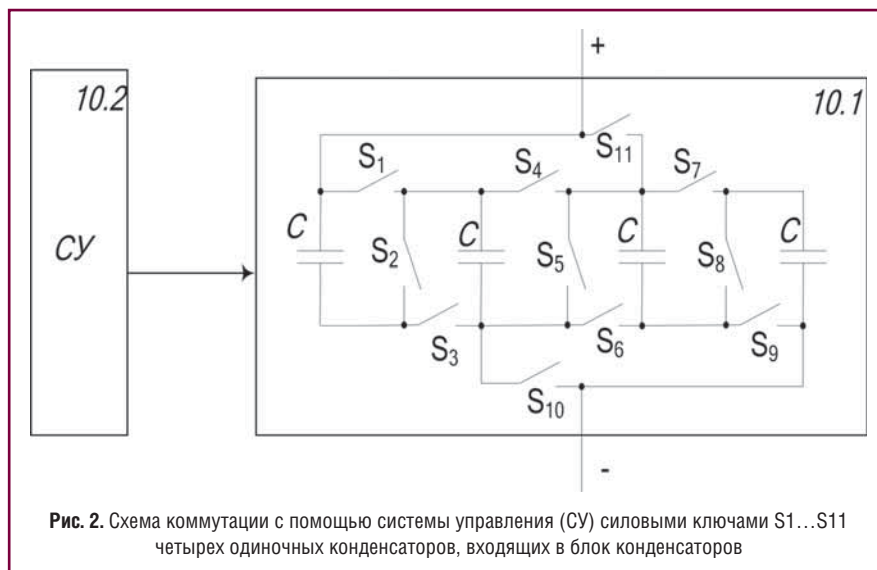 +
10.2
10.1
S11
S1
S4
S7
C
C
C
C
S2
S5
S8
СУ
S3
S6
S9
S10
-
Рис. 2. Схема коммутации с помощью системы управления (СУ) силовыми ключами S1…S11
четырех одиночных конденсаторов, входящих в блок конденсаторов